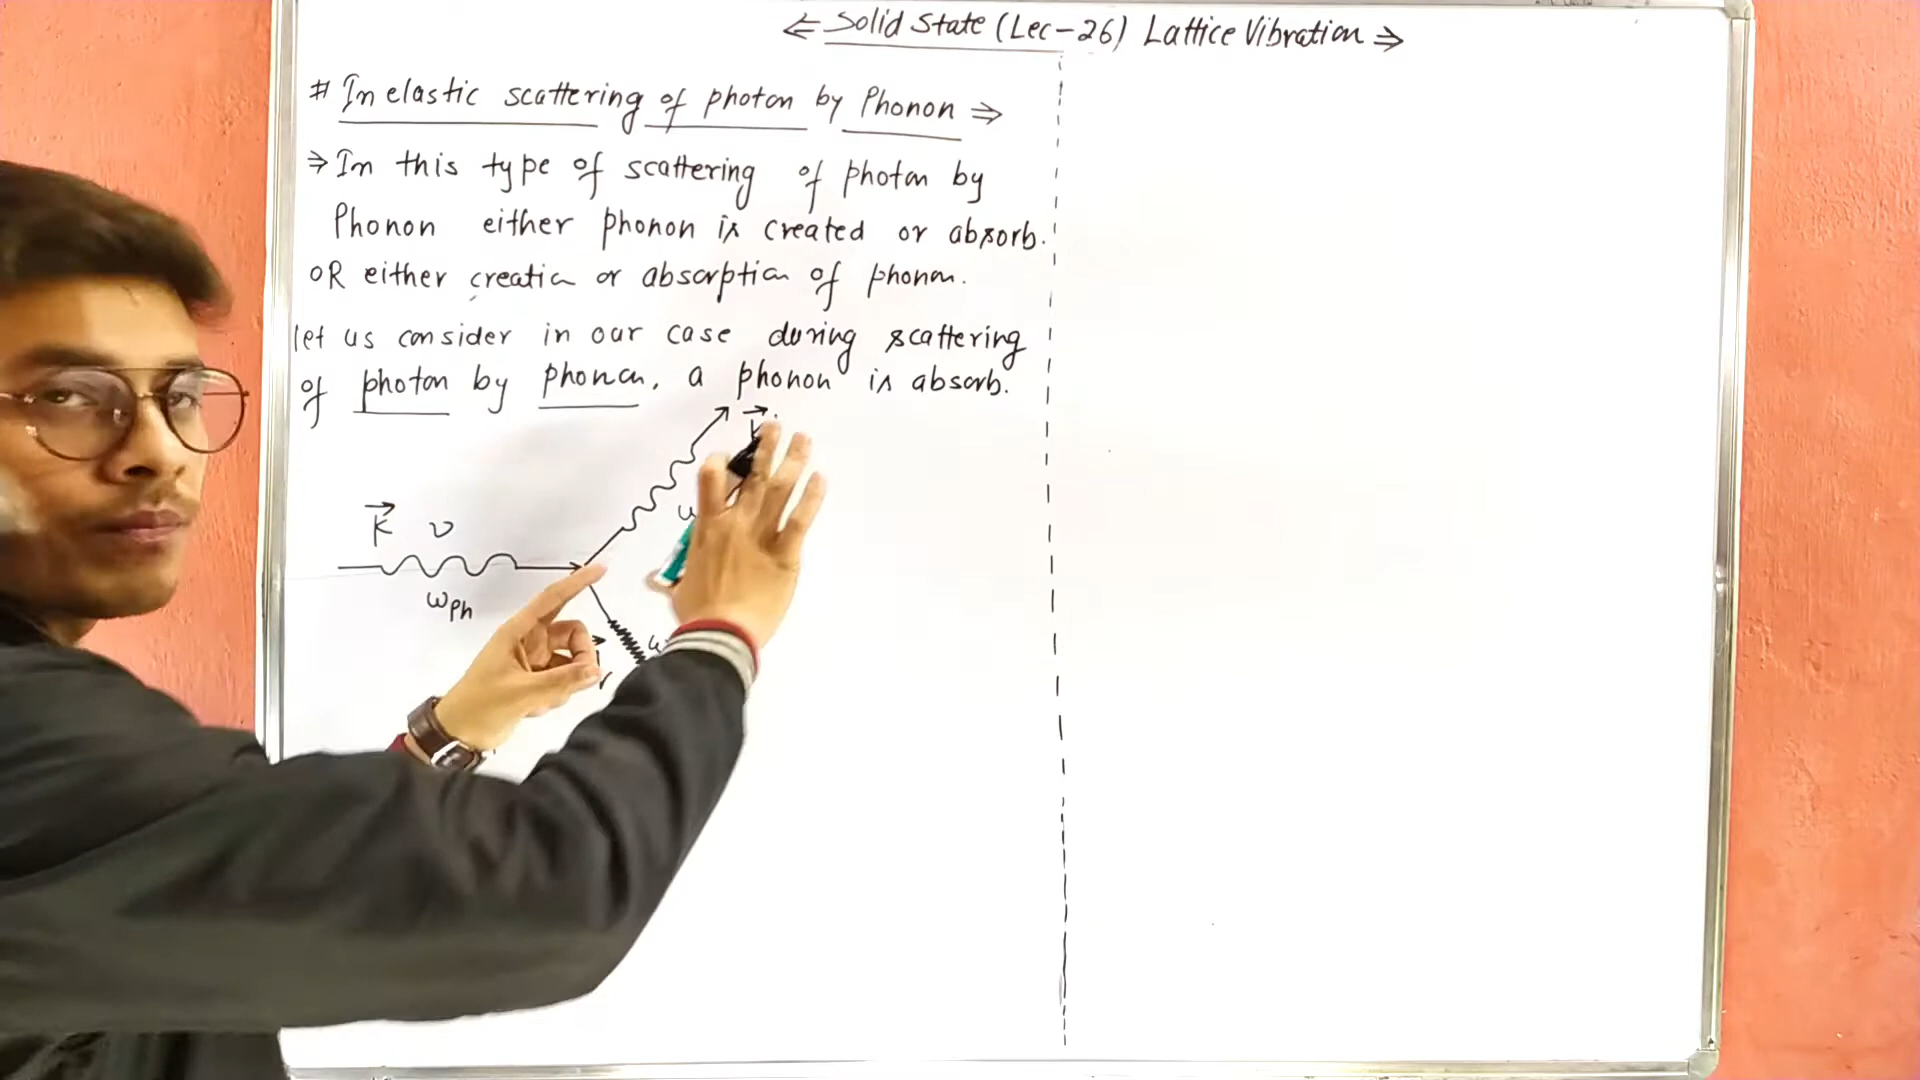 ⇐ Solid State (Lec-26) Lattice Vibration ⇒
# In elastic scattering of photon by Phonon ⇒
⇒ In this type of scattering of photon by
Phonon either phonon is created or absorb.
OR either creation or absorption of phonon.
let us consider in our case during scattering
of photon by phonon, a phonon is absorb.
K⃗ ν
ωPh